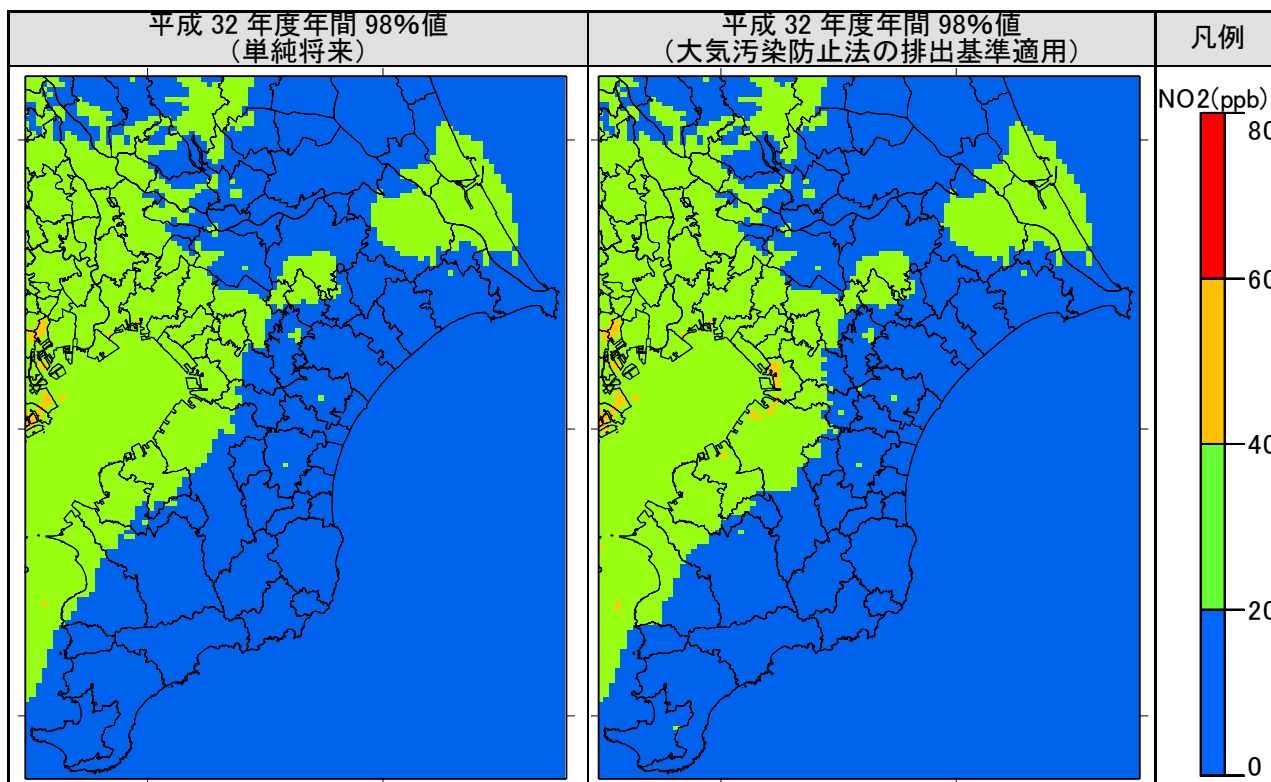 平成 32 年度年間 98%値
（単純将来）
平成 32 年度年間 98%値
（大気汚染防止法の排出基準適用）
凡例
NO2(ppb)
80
60
40
20
0